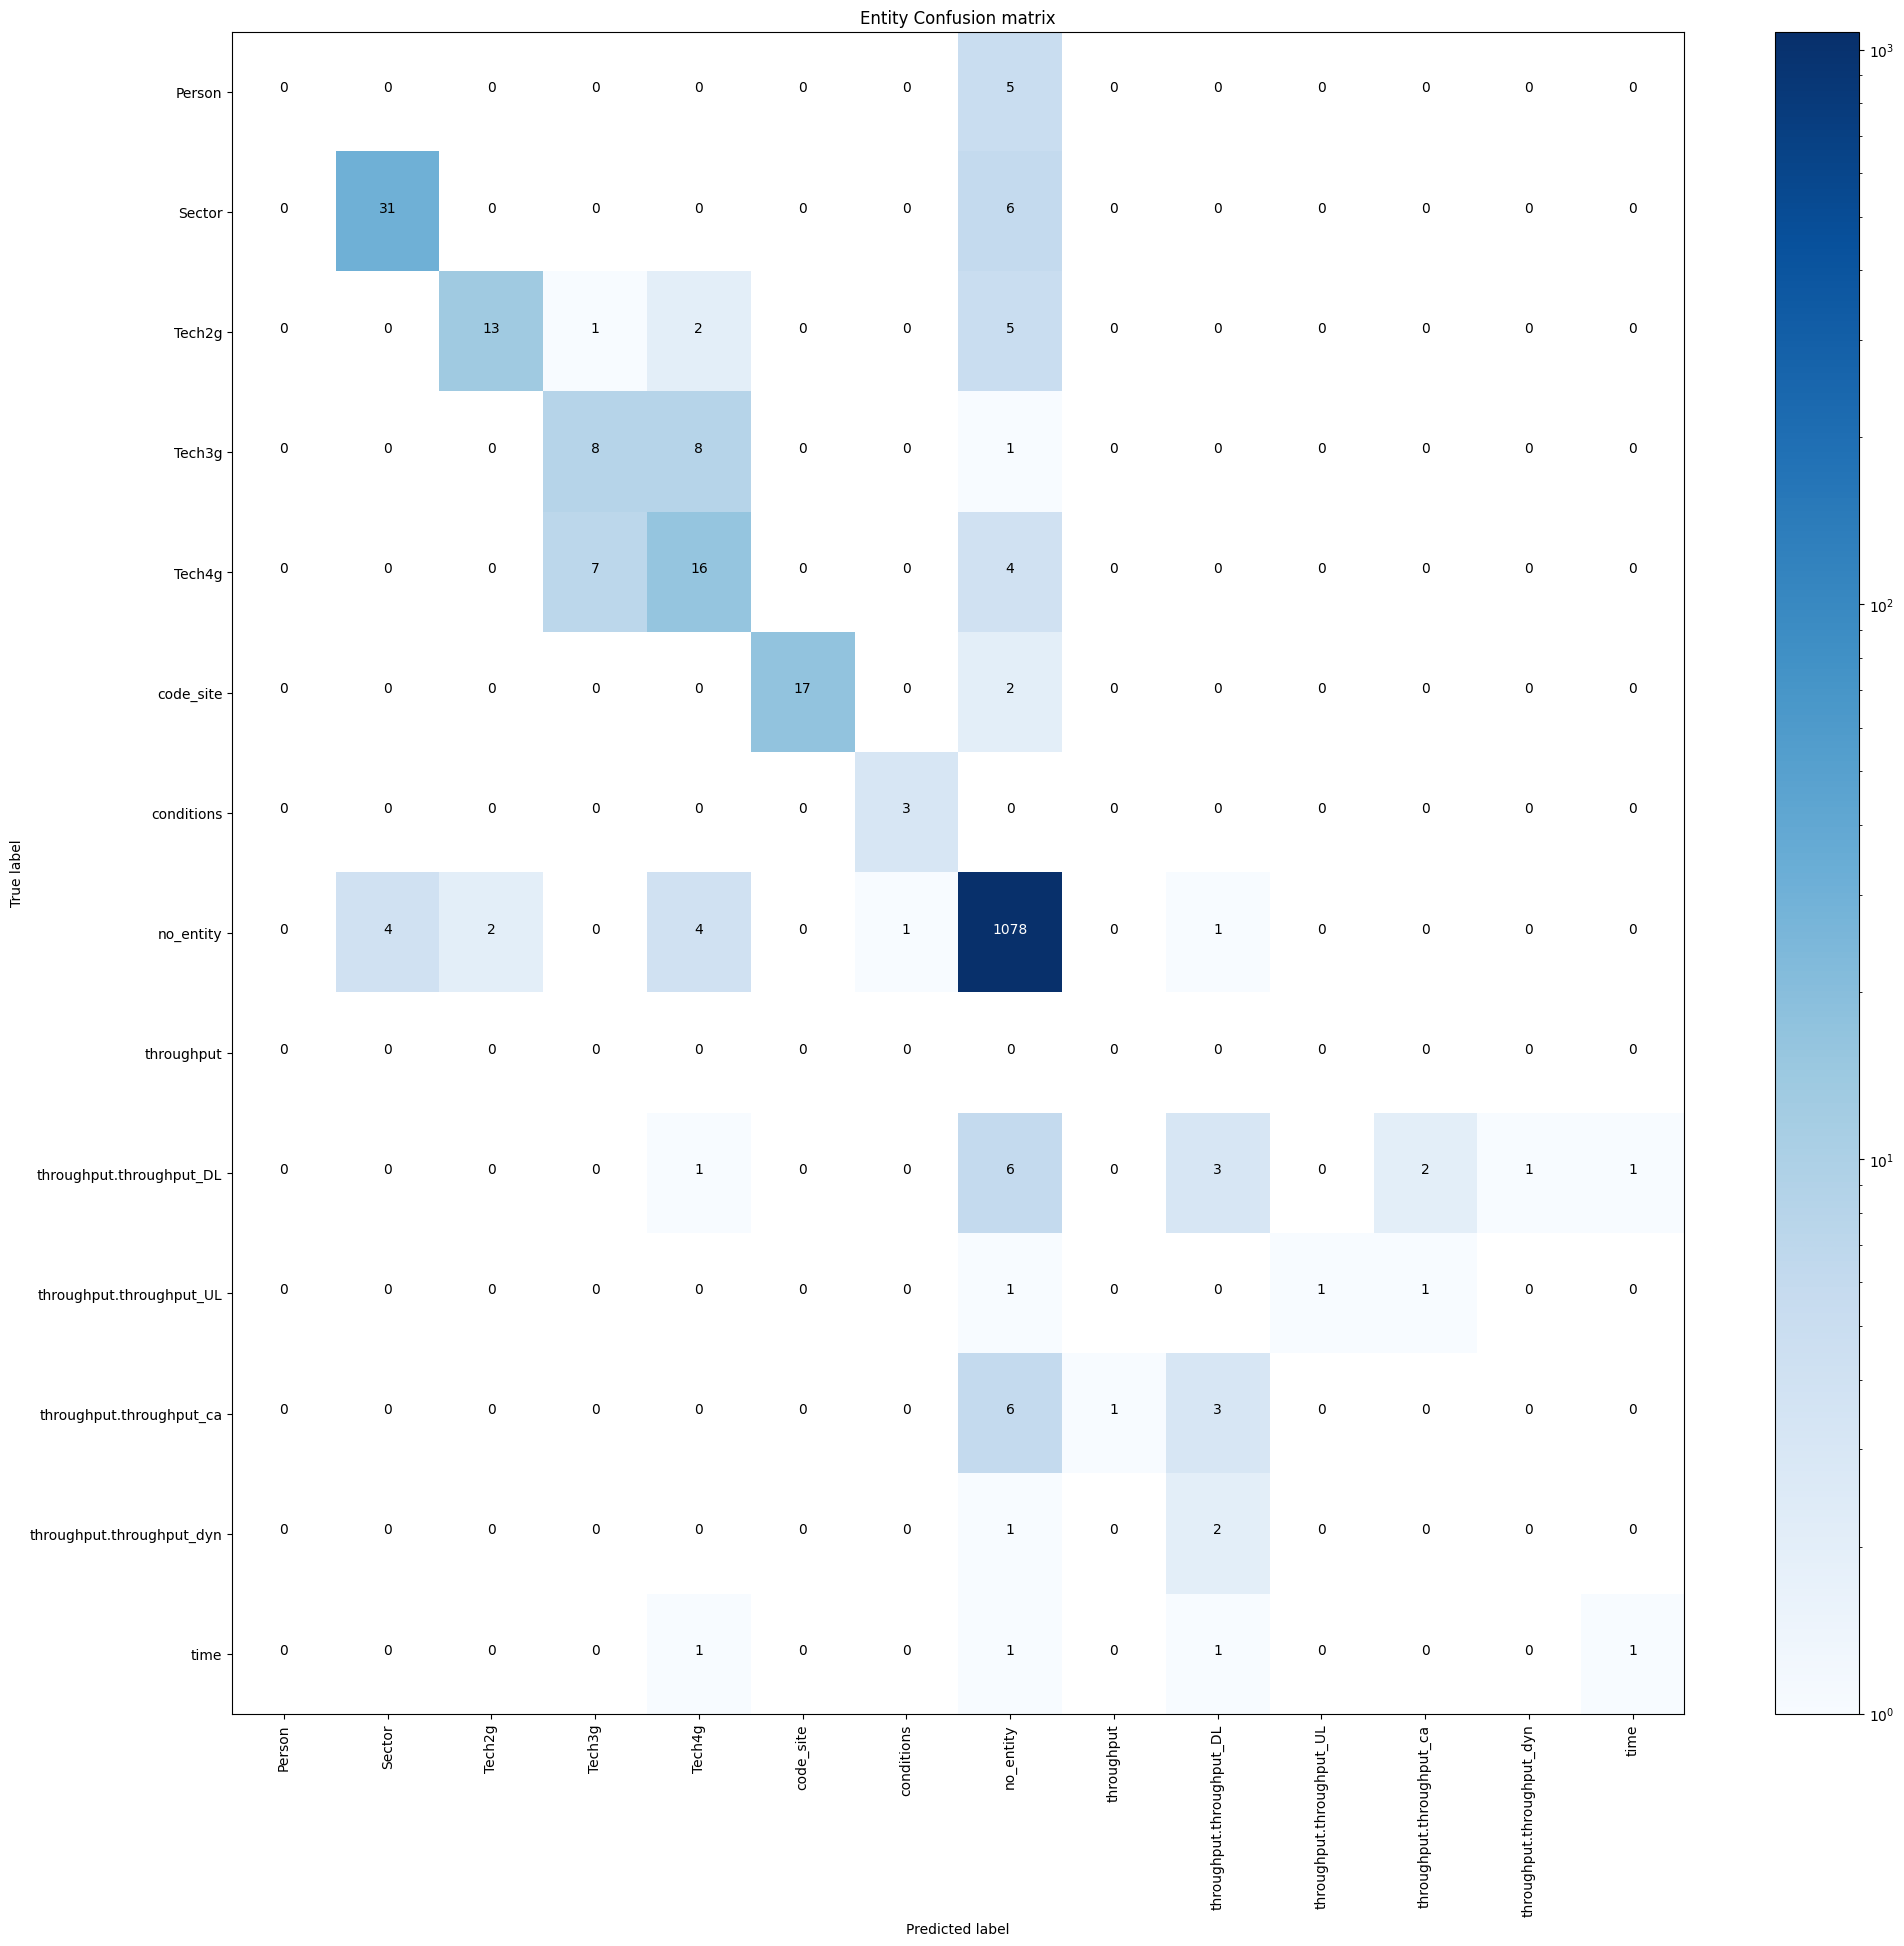 Entity Confusion matrix
Person 0 0 0 0 0 0 0 5 0 0 0 0 0 0
Sector 0 31 0 0 0 0 0 6 0 0 0 0 0 0
Tech2g 0 0 13 1 2 0 0 5 0 0 0 0 0 0
Tech3g 0 0 0 8 8 0 0 1 0 0 0 0 0 0
Tech4g 0 0 0 7 16 0 0 4 0 0 0 0 0 0
code_site 0 0 0 0 0 17 0 2 0 0 0 0 0 0
conditions 0 0 0 0 0 0 3 0 0 0 0 0 0 0
no_entity 0 4 2 0 4 0 1 1078 0 1 0 0 0 0
throughput 0 0 0 0 0 0 0 0 0 0 0 0 0 0
throughput.throughput_DL 0 0 0 0 1 0 0 6 0 3 0 2 1 1
throughput.throughput_UL 0 0 0 0 0 0 0 1 0 0 1 1 0 0
throughput.throughput_ca 0 0 0 0 0 0 0 6 1 3 0 0 0 0
throughput.throughput_dyn 0 0 0 0 0 0 0 1 0 2 0 0 0 0
time 0 0 0 0 1 0 0 1 0 1 0 0 0 1
True label
Person
Sector
Tech2g
Tech3g
Tech4g
code_site
conditions
no_entity
throughput
throughput.throughput_DL
throughput.throughput_UL
throughput.throughput_ca
throughput.throughput_dyn
time
Predicted label
10³
10²
10¹
10⁰